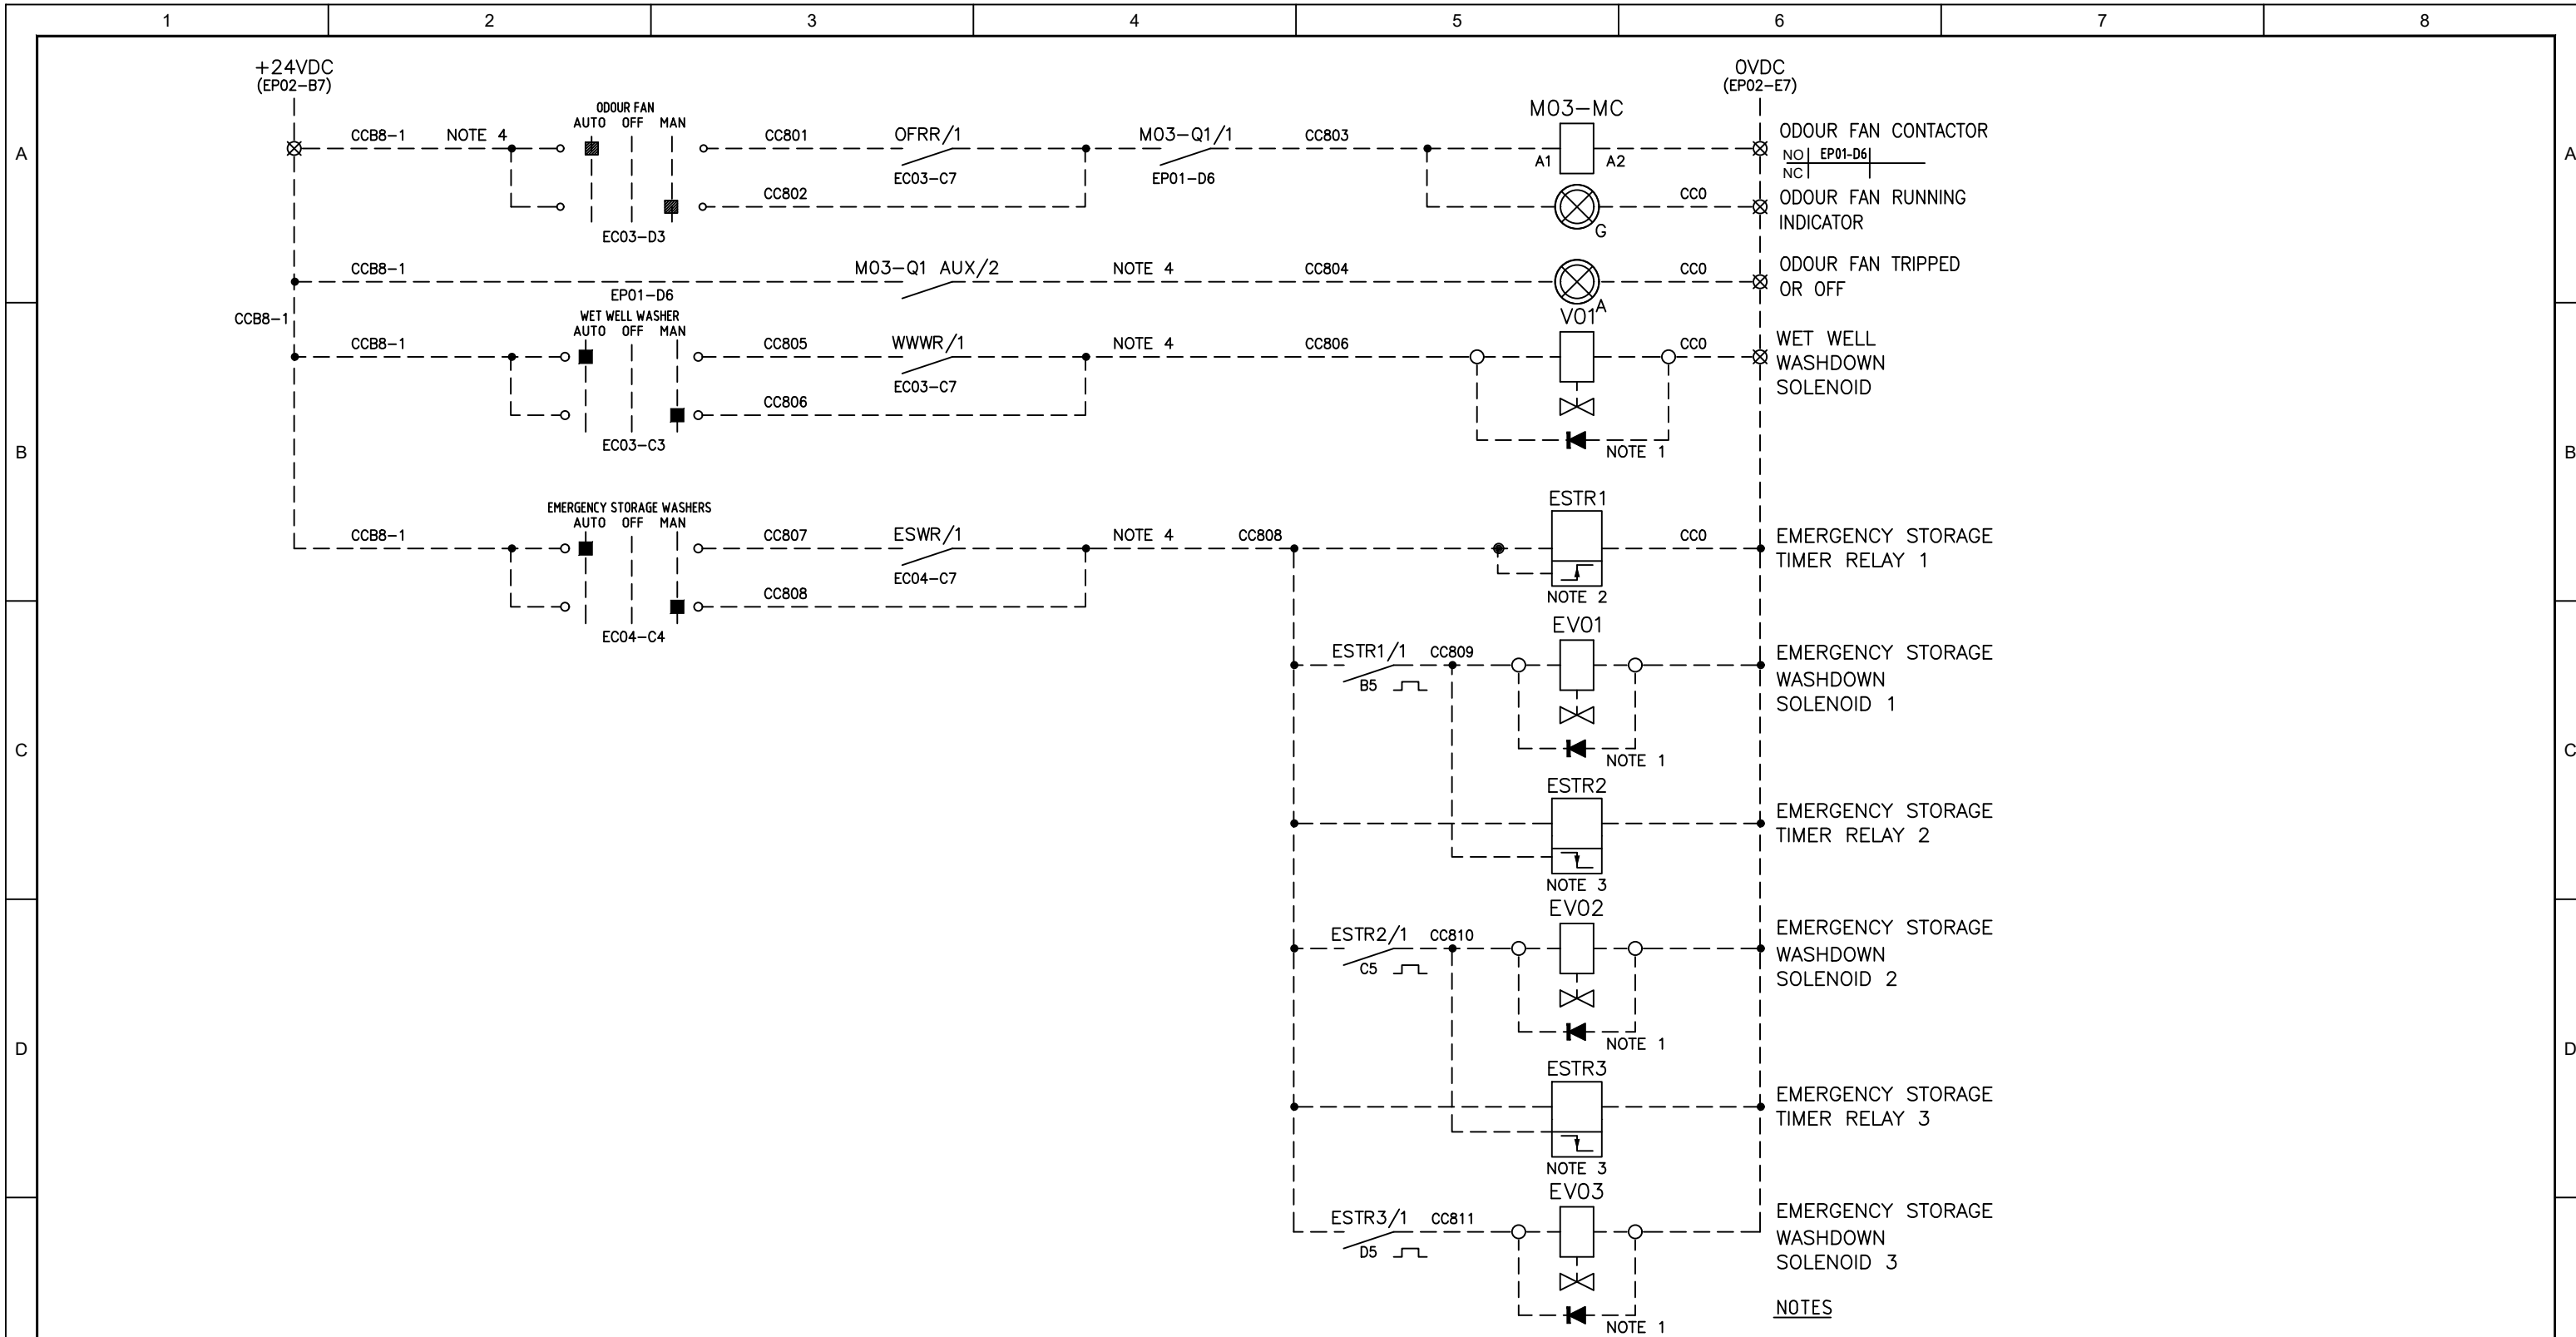 1 2 3 4 5 6 7 8
+24VDC
(EP02-B7)
0VDC
(EP02-E7)
A
A
ODOUR FAN
AUTO OFF MAN
CCB8-1 NOTE 4
CC801
OFRR/1
EC03-C7
M03-Q1/1
EP01-D6
CC803
M03-MC
A1 A2
ODOUR FAN CONTACTOR
NO EP01-D6
NC
CC802
EC03-D3
G
CC0
ODOUR FAN RUNNING
INDICATOR
CCB8-1
M03-Q1 AUX/2
NOTE 4
CC804
A
CC0
ODOUR FAN TRIPPED
OR OFF
EP01-D6
CCB8-1
WET WELL WASHER
AUTO OFF MAN
CCB8-1
CC805
WWWR/1
EC03-C7
NOTE 4
CC806
V01
CC0
WET WELL
WASHDOWN
SOLENOID
CC806
EC03-C3
NOTE 1
B
B
EMERGENCY STORAGE WASHERS
AUTO OFF MAN
CCB8-1
CC807
ESWR/1
EC04-C7
NOTE 4
CC808
ESTR1
CC0
EMERGENCY STORAGE
TIMER RELAY 1
NOTE 2
CC808
EC04-C4
EV01
ESTR1/1
CC809
B5
EMERGENCY STORAGE
WASHDOWN
SOLENOID 1
NOTE 1
C
C
ESTR2
EMERGENCY STORAGE
TIMER RELAY 2
NOTE 3
EV02
ESTR2/1
CC810
C5
EMERGENCY STORAGE
WASHDOWN
SOLENOID 2
NOTE 1
D
D
ESTR3
EMERGENCY STORAGE
TIMER RELAY 3
NOTE 3
EV03
ESTR3/1
CC811
D5
EMERGENCY STORAGE
WASHDOWN
SOLENOID 3
NOTE 1
NOTES